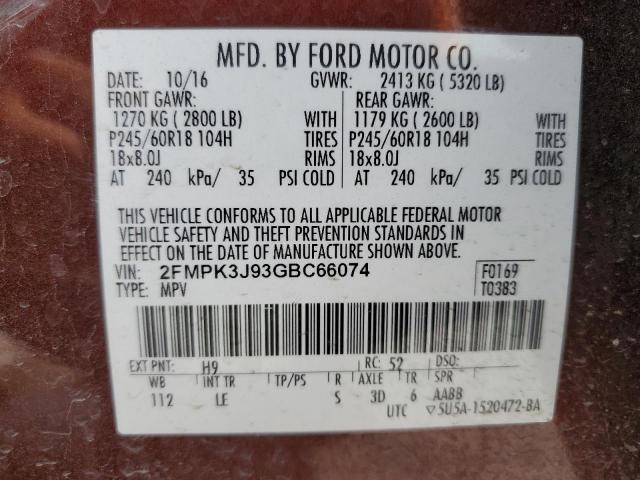 MFD. BY FORD MOTOR CO.
DATE: 10/16 GVWR: 2413 KG ( 5320 LB)
FRONT GAWR: REAR GAWR:
1270 KG ( 2800 LB) WITH 1179 KG ( 2600 LB) WITH
P245/60R18 104H TIRES P245/60R18 104H TIRES
18x8.0J RIMS 18x8.0J RIMS
AT 240 kPa/ 35 PSI COLD AT 240 kPa/ 35 PSI COLD
THIS VEHICLE CONFORMS TO ALL APPLICABLE FEDERAL MOTOR
VEHICLE SAFETY AND THEFT PREVENTION STANDARDS IN
EFFECT ON THE DATE OF MANUFACTURE SHOWN ABOVE.
VIN: 2FMPK3J93GBC66074 F0169
TYPE: MPV T0383
EXT PNT: H9 RC: 52 DSO:
WB INT TR TP/PS R AXLE TR SPR
112 LE S 3D 6 AABB
UTC ▽5U5A-1520472-BA